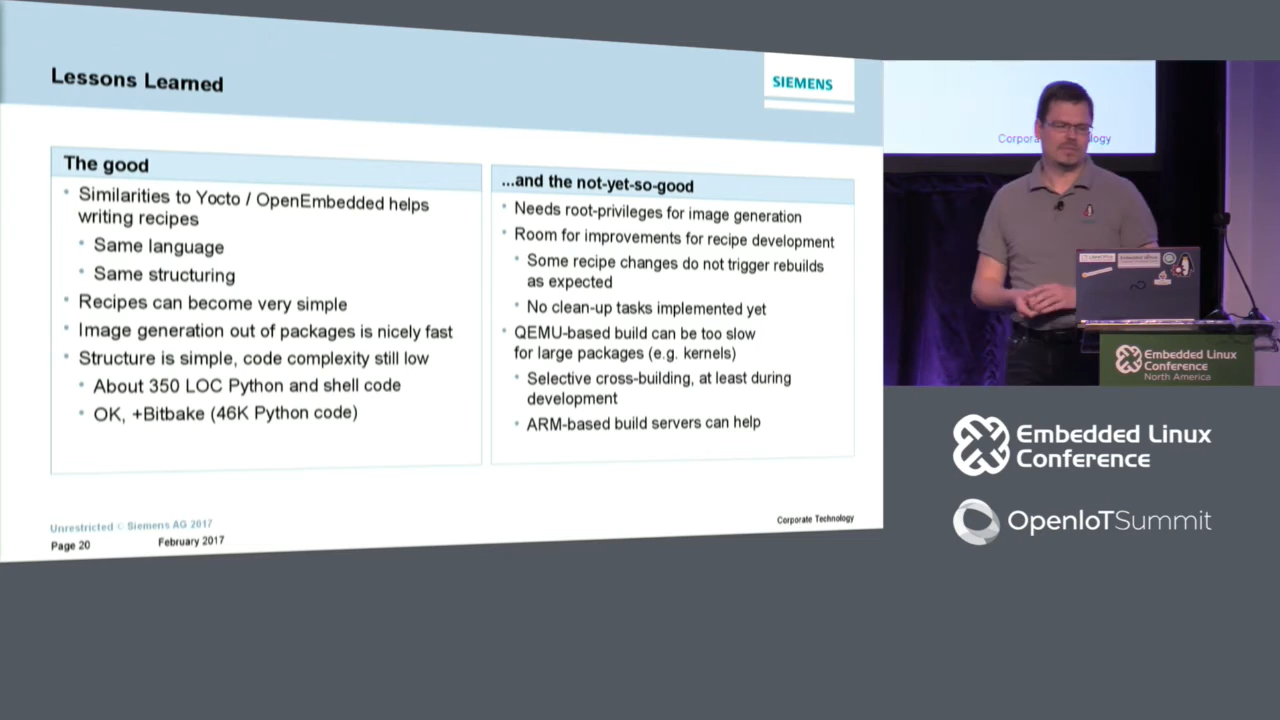 Lessons Learned
SIEMENS
The good
Similarities to Yocto / OpenEmbedded helps
writing recipes
Same language
Same structuring
Recipes can become very simple
Image generation out of packages is nicely fast
Structure is simple, code complexity still low
About 350 LOC Python and shell code
OK, +Bitbake (46K Python code)
...and the not-yet-so-good
Needs root-privileges for image generation
Room for improvements for recipe development
Some recipe changes do not trigger rebuilds
as expected
No clean-up tasks implemented yet
QEMU-based build can be too slow
for large packages (e.g. kernels)
Selective cross-building, at least during
development
ARM-based build servers can help
Unrestricted © Siemens AG 2017
Page 20
February 2017
Corporate Technology
Embedded Linux
Conference
North America
Embedded Linux
Conference
OpenIoTSummit